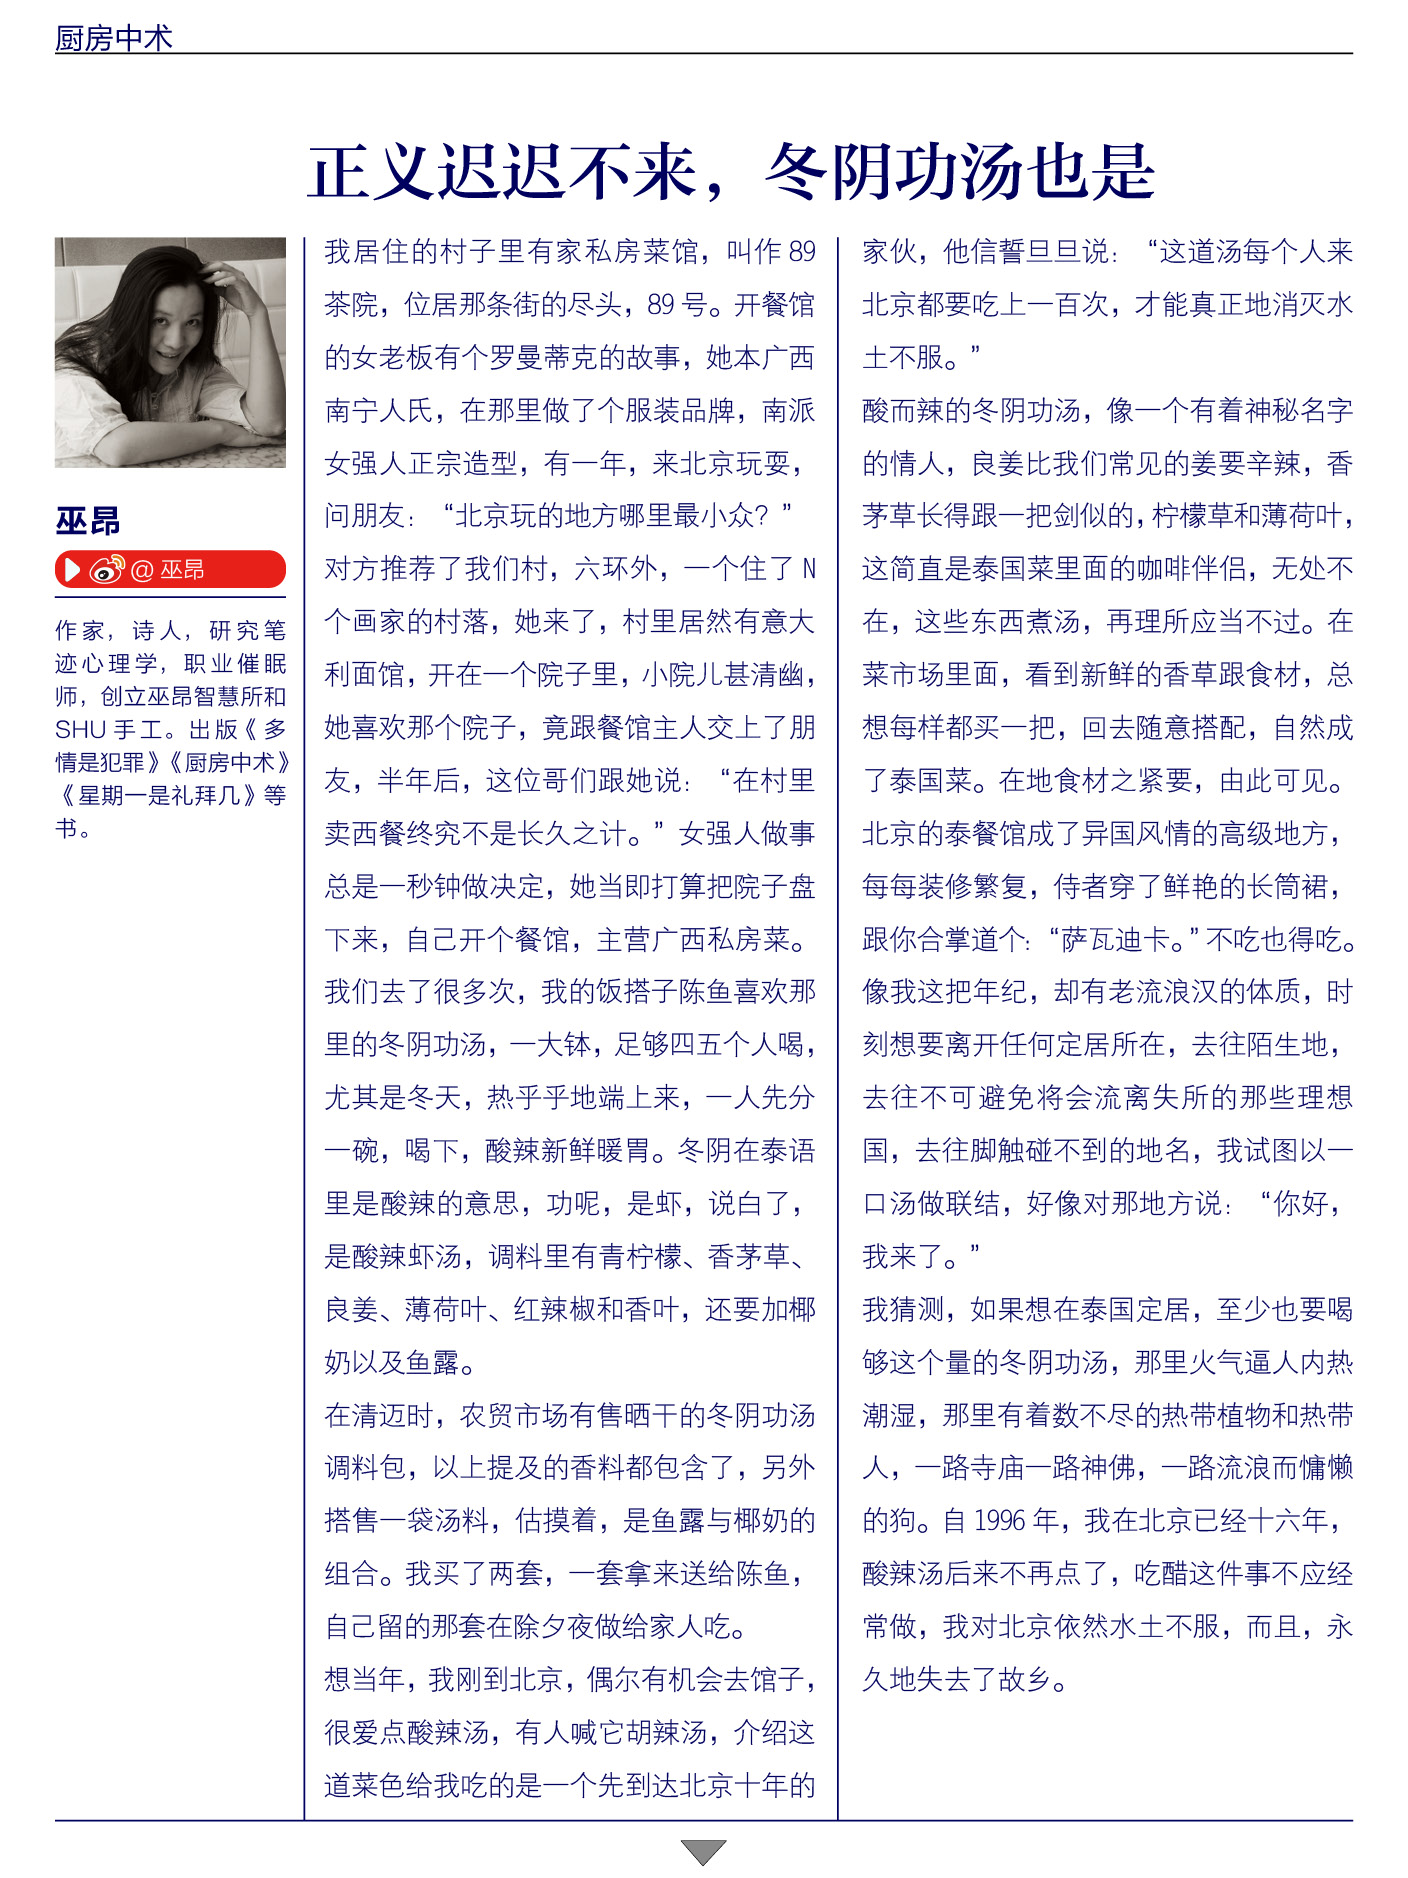 厨房中术
正义迟迟不来，冬阴功汤也是
巫昂
@ 巫昂
作家，诗人，研究笔
迹心理学，职业催眠
师，创立巫昂智慧所和
SHU 手工。出版《多
情是犯罪》《厨房中术》
《星期一是礼拜几》等
书。
我居住的村子里有家私房菜馆，叫作 89
茶院，位居那条街的尽头，89 号。开餐馆
的女老板有个罗曼蒂克的故事，她本广西
南宁人氏，在那里做了个服装品牌，南派
女强人正宗造型，有一年，来北京玩耍，
问朋友：“北京玩的地方哪里最小众？”
对方推荐了我们村，六环外，一个住了 N
个画家的村落，她来了，村里居然有意大
利面馆，开在一个院子里，小院儿甚清幽，
她喜欢那个院子，竟跟餐馆主人交上了朋
友，半年后，这位哥们跟她说：“在村里
卖西餐终究不是长久之计。”女强人做事
总是一秒钟做决定，她当即打算把院子盘
下来，自己开个餐馆，主营广西私房菜。
我们去了很多次，我的饭搭子陈鱼喜欢那
里的冬阴功汤，一大钵，足够四五个人喝，
尤其是冬天，热乎乎地端上来，一人先分
一碗，喝下，酸辣新鲜暖胃。冬阴在泰语
里是酸辣的意思，功呢，是虾，说白了，
是酸辣虾汤，调料里有青柠檬、香茅草、
良姜、薄荷叶、红辣椒和香叶，还要加椰
奶以及鱼露。
在清迈时，农贸市场有售晒干的冬阴功汤
调料包，以上提及的香料都包含了，另外
搭售一袋汤料，估摸着，是鱼露与椰奶的
组合。我买了两套，一套拿来送给陈鱼，
自己留的那套在除夕夜做给家人吃。
想当年，我刚到北京，偶尔有机会去馆子，
很爱点酸辣汤，有人喊它胡辣汤，介绍这
道菜色给我吃的是一个先到达北京十年的
家伙，他信誓旦旦说：“这道汤每个人来
北京都要吃上一百次，才能真正地消灭水
土不服。”
酸而辣的冬阴功汤，像一个有着神秘名字
的情人，良姜比我们常见的姜要辛辣，香
茅草长得跟一把剑似的，柠檬草和薄荷叶，
这简直是泰国菜里面的咖啡伴侣，无处不
在，这些东西煮汤，再理所应当不过。在
菜市场里面，看到新鲜的香草跟食材，总
想每样都买一把，回去随意搭配，自然成
了泰国菜。在地食材之紧要，由此可见。
北京的泰餐馆成了异国风情的高级地方，
每每装修繁复，侍者穿了鲜艳的长筒裙，
跟你合掌道个：“萨瓦迪卡。”不吃也得吃。
像我这把年纪，却有老流浪汉的体质，时
刻想要离开任何定居所在，去往陌生地，
去往不可避免将会流离失所的那些理想
国，去往脚触碰不到的地名，我试图以一
口汤做联结，好像对那地方说：“你好，
我来了。”
我猜测，如果想在泰国定居，至少也要喝
够这个量的冬阴功汤，那里火气逼人内热
潮湿，那里有着数不尽的热带植物和热带
人，一路寺庙一路神佛，一路流浪而慵懒
的狗。自 1996 年，我在北京已经十六年，
酸辣汤后来不再点了，吃醋这件事不应经
常做，我对北京依然水土不服，而且，永
久地失去了故乡。